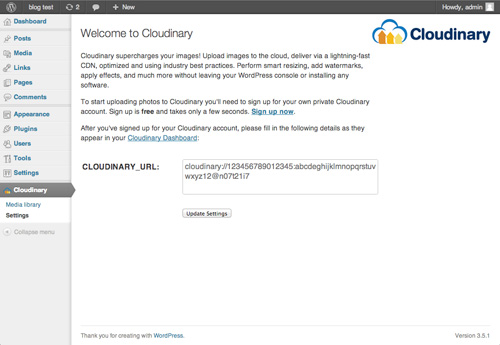 blog test 2 + New Howdy, admin
Dashboard
Posts
Media
Links
Pages
Comments
Appearance
Plugins
Users
Tools
Settings
Cloudinary
Media library
Settings
Collapse menu
Welcome to Cloudinary
Cloudinary
Cloudinary supercharges your images! Upload images to the cloud, deliver via a lightning-fast
CDN, optimized and using industry best practices. Perform smart resizing, add watermarks,
apply effects, and much more without leaving your WordPress console or installing any
software.
To start uploading photos to Cloudinary you'll need to sign up for your own private Cloudinary
account. Sign up is free and takes only a few seconds. Sign up now.
After you've signed up for your Cloudinary account, please fill in the following details as they
appear in your Cloudinary Dashboard:
CLOUDINARY_URL:
cloudinary://123456789012345:abcdeghijklmnopqrstuv
wxyz12@n07t21i7
Update Settings
Thank you for creating with WordPress. Version 3.5.1